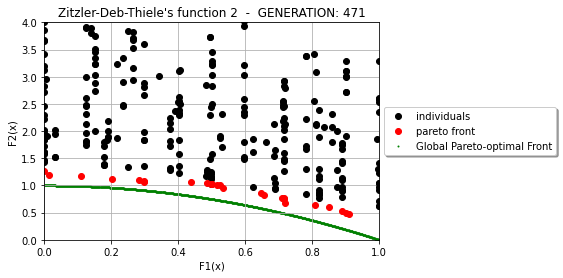 Zitzler-Deb-Thiele's function 2 - GENERATION: 471
4.0
3.5
3.0
2.5
2.0
1.5
1.0
0.5
0.0
F2(x)
0.0 0.2 0.4 0.6 0.8 1.0
F1(x)
individuals
pareto front
Global Pareto-optimal Front